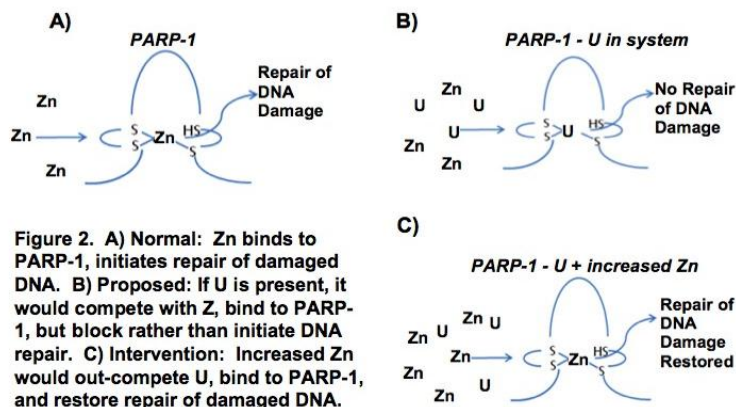 A)
PARP-1
Zn
Zn
Zn
S
S
Zn
HS
S
Repair of
DNA
Damage
B)
PARP-1 - U in system
Zn
U
U
U
Zn
Zn
S
S
U
HS
S
No Repair
of DNA
Damage
Figure 2. A) Normal: Zn binds to
PARP-1, initiates repair of damaged
DNA. B) Proposed: If U is present, it
would compete with Z, bind to PARP-
1, but block rather than initiate DNA
repair. C) Intervention: Increased Zn
would out-compete U, bind to PARP-1,
and restore repair of damaged DNA.
C)
PARP-1 - U + increased Zn
Zn
U
Zn
U
Zn
Zn
U
Zn
S
S
Zn
HS
S
Repair of
DNA
Damage
Restored